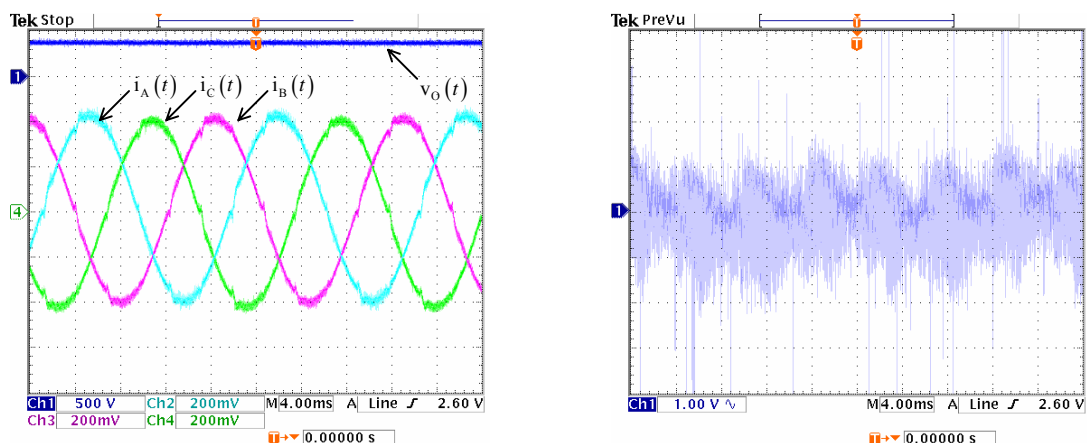 Tek Stop
T
T
1
i_A(t) i_C(t) i_B(t) v_O(t)
4
Ch1 500 V Ch2 200mV M 4.00ms A Line ƒ 2.60 V
Ch3 200mV Ch4 200mV
T→▼ 0.00000 s
Tek PreVu
T
T
1
Ch1 1.00 V ∿ M 4.00ms A Line ƒ 2.60 V
T→▼ 0.00000 s